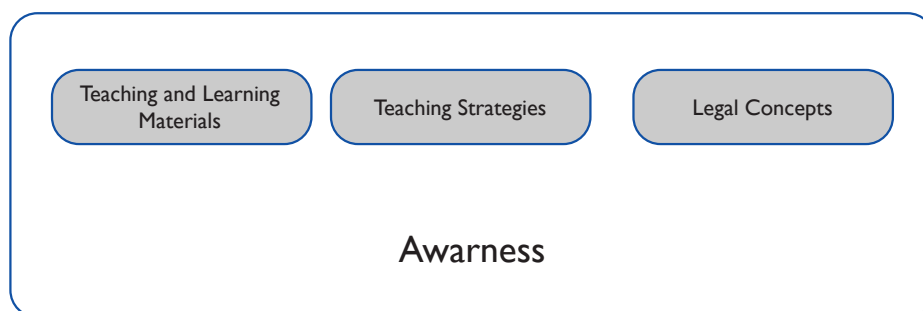 Teaching and Learning
Materials
Teaching Strategies
Legal Concepts
Awarness